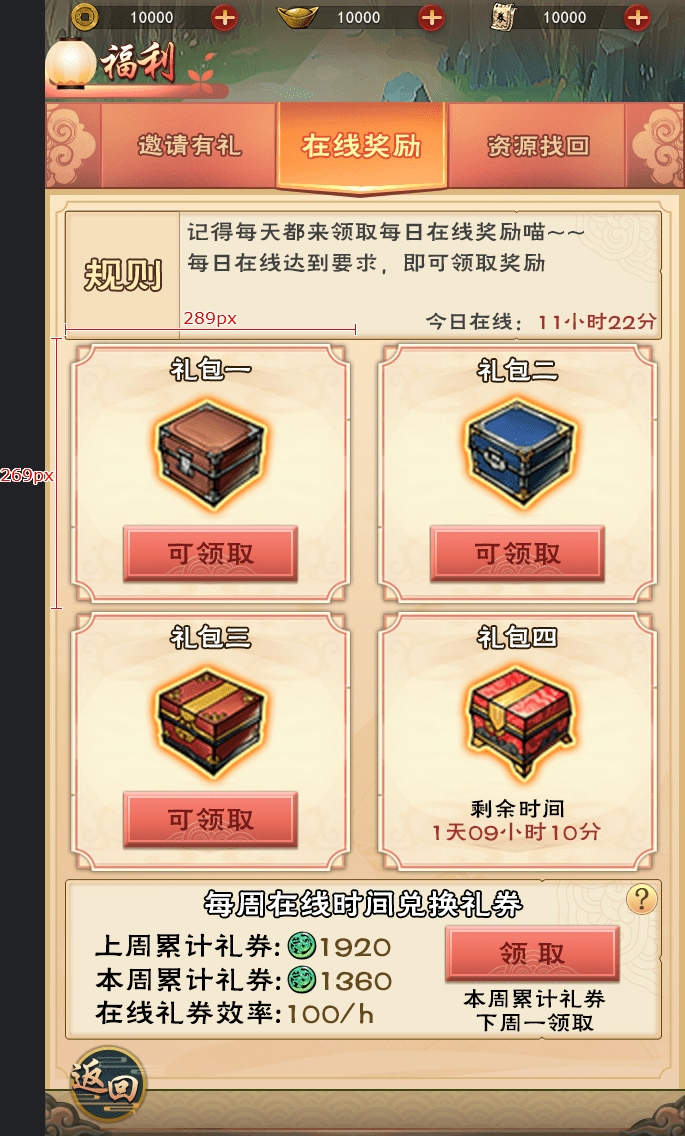 10000
10000
10000
福利
邀请有礼
在线奖励
资源找回
规则
记得每天都来领取每日在线奖励喵~~
每日在线达到要求，即可领取奖励
今日在线：11小时22分
289px
269px
礼包一
礼包二
可领取
可领取
礼包三
礼包四
可领取
剩余时间
1天09小时10分
每周在线时间兑换礼券
?
上周累计礼券:1920
本周累计礼券:1360
在线礼券效率:100/h
领取
本周累计礼券
下周一领取
返回